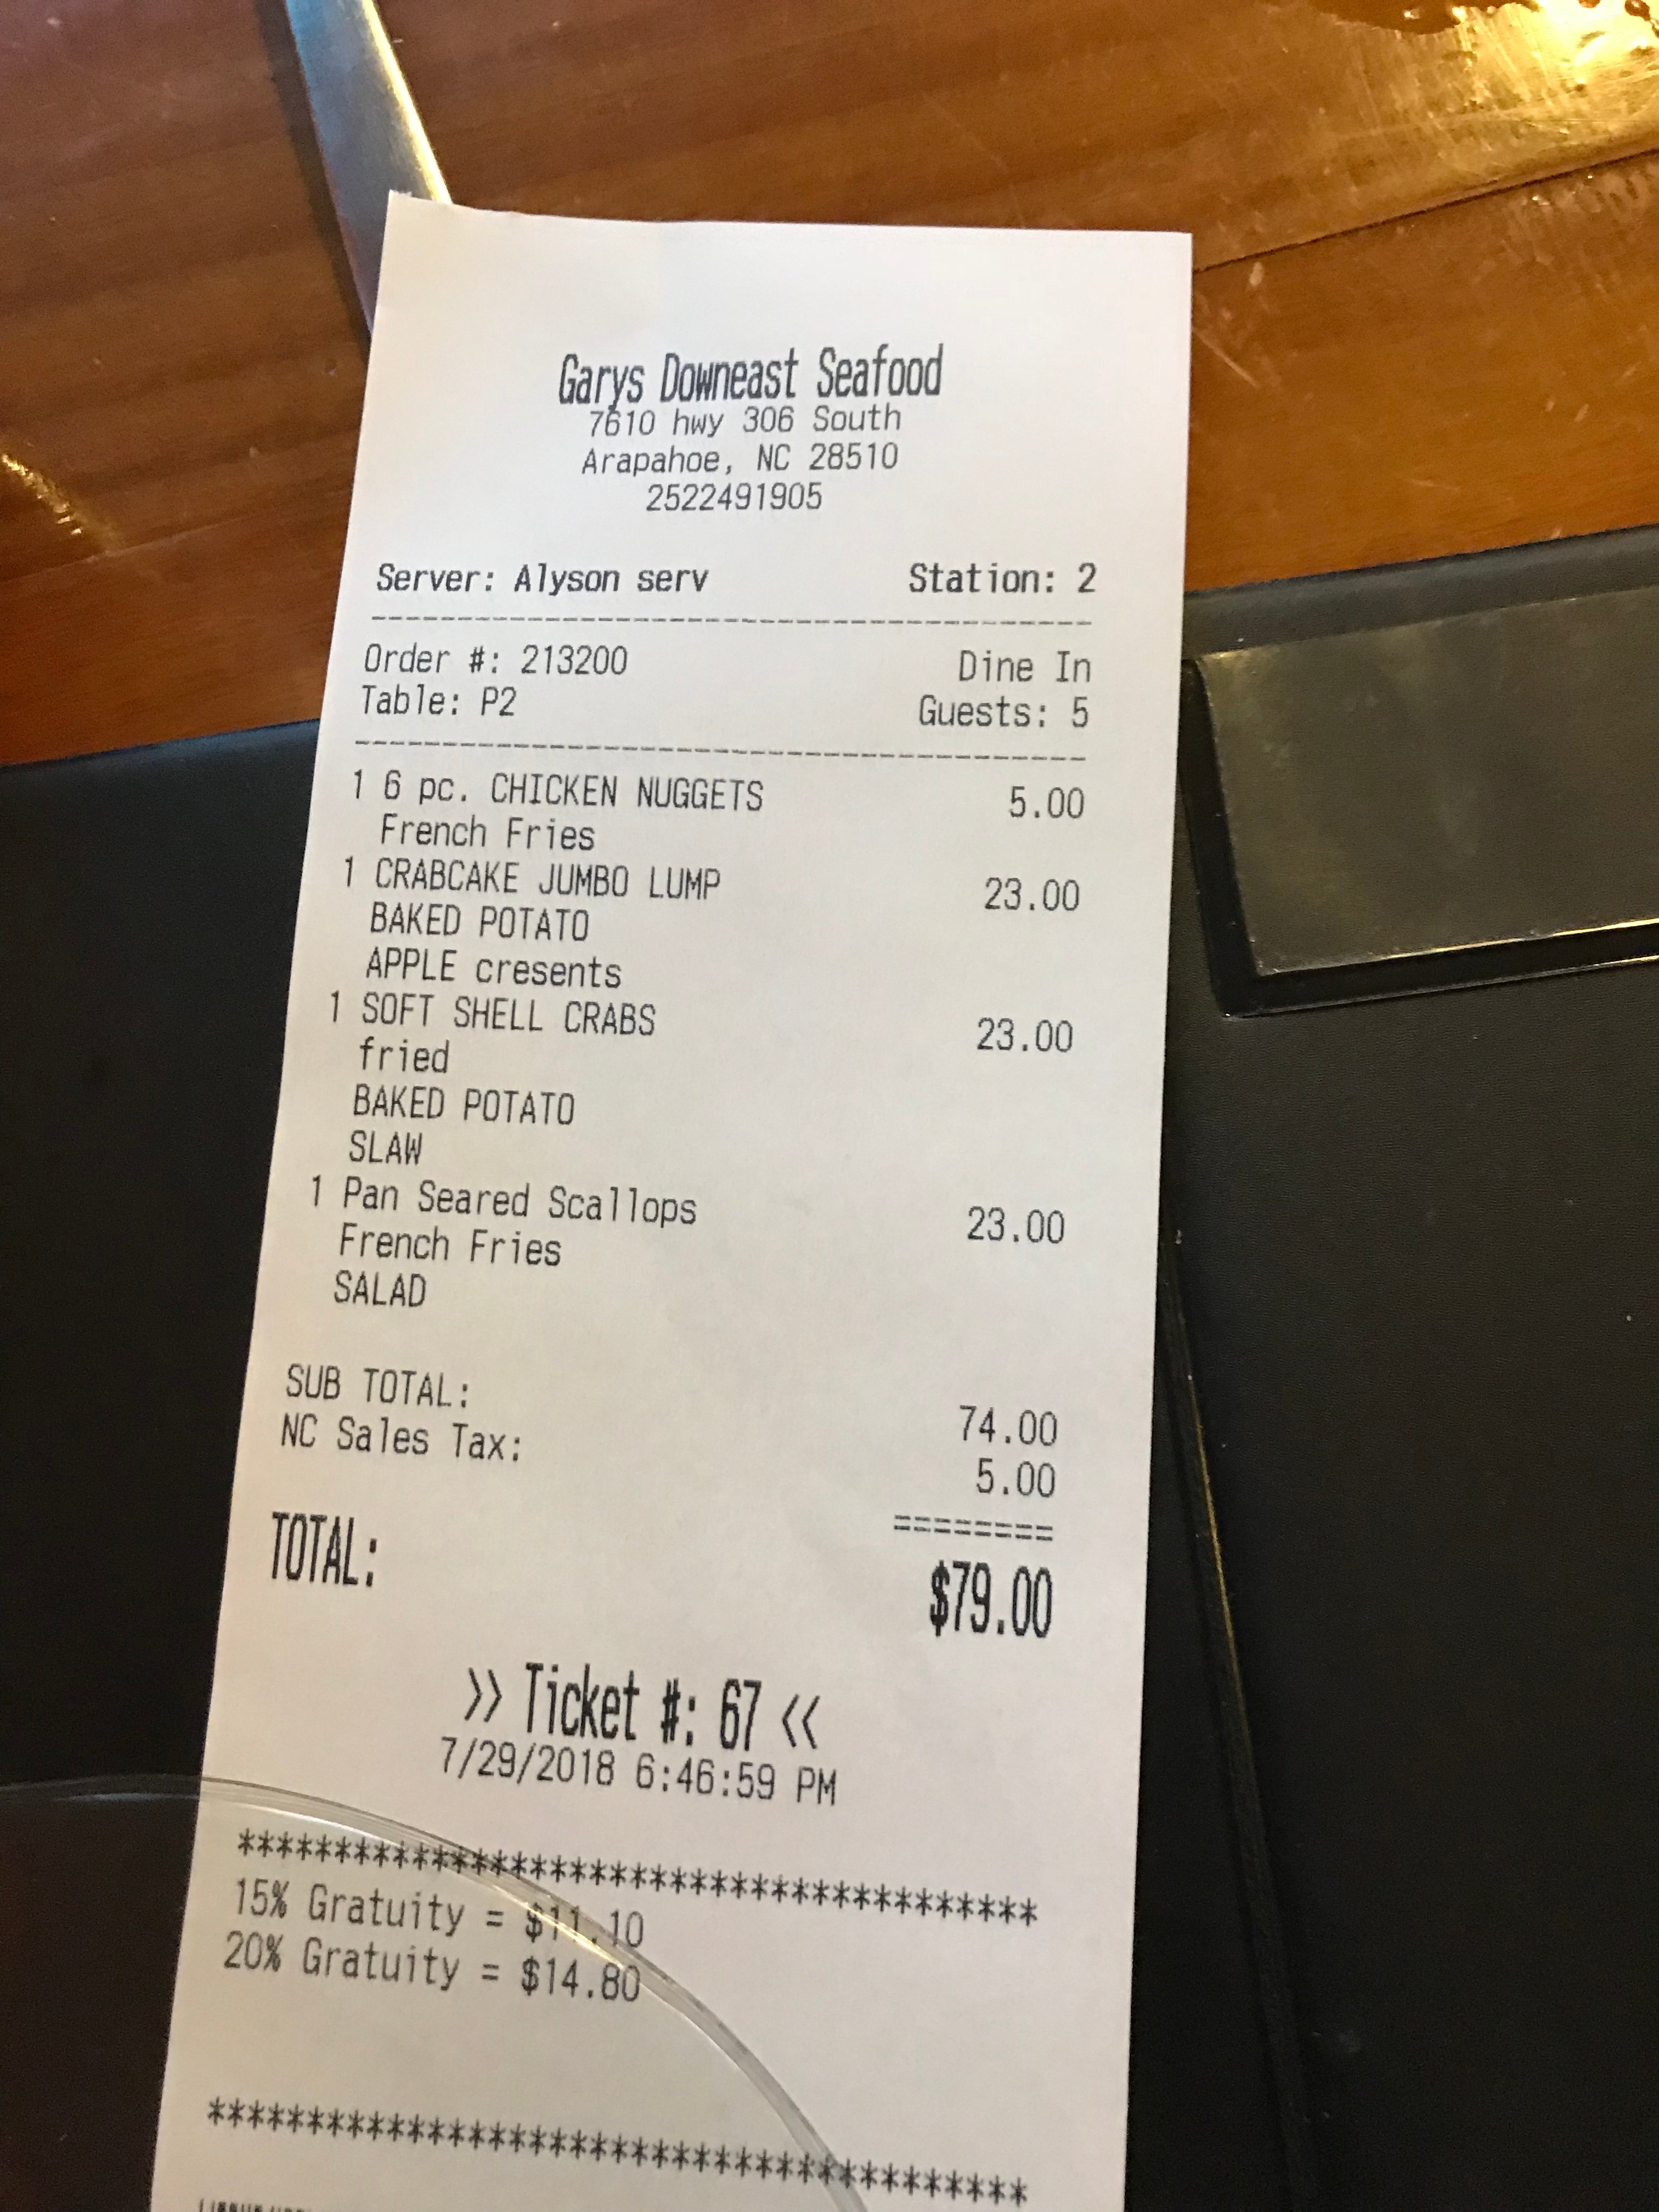 Garys Downeast Seafood
7610 hwy 306 South
Arapahoe, NC 28510
2522491905
Server: Alyson serv Station: 2
----------------------------------------
Order #: 213200 Dine In
Table: P2 Guests: 5
----------------------------------------
1 6 pc. CHICKEN NUGGETS 5.00
French Fries
1 CRABCAKE JUMBO LUMP 23.00
BAKED POTATO
APPLE cresents
1 SOFT SHELL CRABS 23.00
fried
BAKED POTATO
SLAW
1 Pan Seared Scallops 23.00
French Fries
SALAD
SUB TOTAL: 74.00
NC Sales Tax: 5.00
========
TOTAL: $79.00
>> Ticket #: 67 <<
7/29/2018 6:46:59 PM
****************************************
15% Gratuity = $11.10
20% Gratuity = $14.80
****************************************